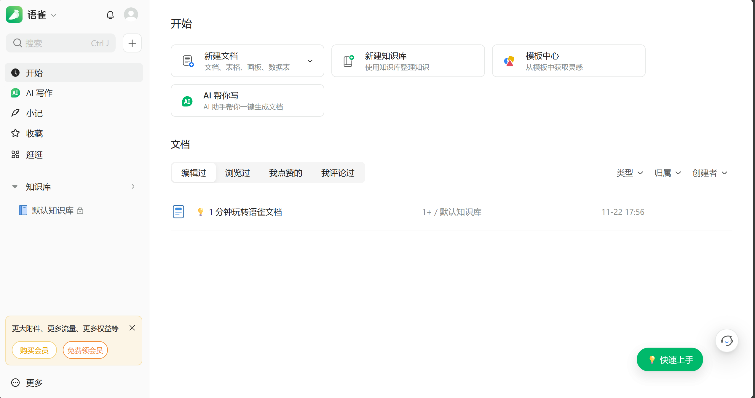 语雀
搜索 Ctrl J
开始
AI 写作
小记
收藏
逛逛
知识库
默认知识库
更大附件、更多流量、更多权益等
购买会员 免费领会员
更多
开始
新建文档
文档、表格、画板、数据表
新建知识库
使用知识库整理知识
模板中心
从模板中获取灵感
AI 帮你写
AI 助手帮你一键生成文档
文档
编辑过 浏览过 我点赞的 我评论过
类型 归属 创建者
1 分钟玩转语雀文档 1+ / 默认知识库 11-22 17:56
快速上手